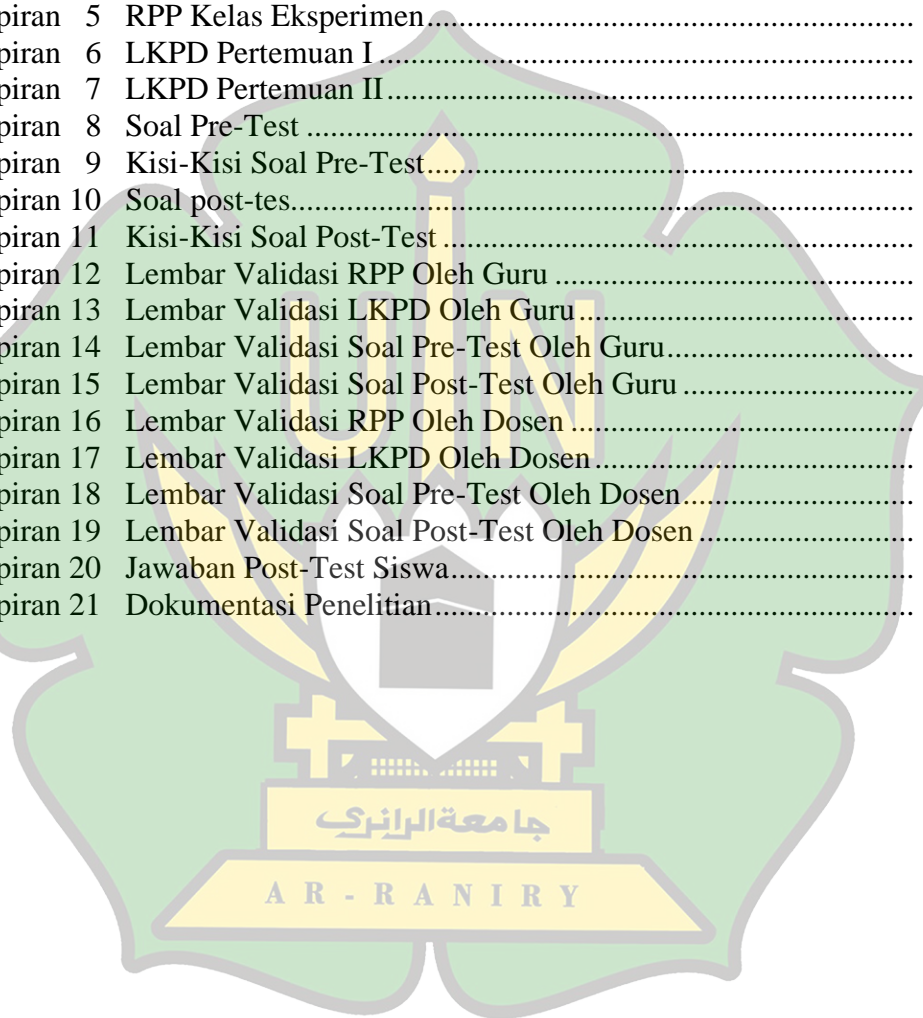 piran 5 RPP Kelas Eksperimen..............................................................
piran 6 LKPD Pertemuan I ....................................................................
piran 7 LKPD Pertemuan II...................................................................
piran 8 Soal Pre-Test .............................................................................
piran 9 Kisi-Kisi Soal Pre-Test..............................................................
piran 10 Soal post-tes...............................................................................
piran 11 Kisi-Kisi Soal Post-Test ............................................................
piran 12 Lembar Validasi RPP Oleh Guru ..............................................
piran 13 Lembar Validasi LKPD Oleh Guru...........................................
piran 14 Lembar Validasi Soal Pre-Test Oleh Guru................................
piran 15 Lembar Validasi Soal Post-Test Oleh Guru ..............................
piran 16 Lembar Validasi RPP Oleh Dosen ............................................
piran 17 Lembar Validasi LKPD Oleh Dosen.........................................
piran 18 Lembar Validasi Soal Pre-Test Oleh Dosen..............................
piran 19 Lembar Validasi Soal Post-Test Oleh Dosen ............................
piran 20 Jawaban Post-Test Siswa...........................................................
piran 21 Dokumentasi Penelitian.............................................................
UIN
جامعة الرانري
AR-RANIRY